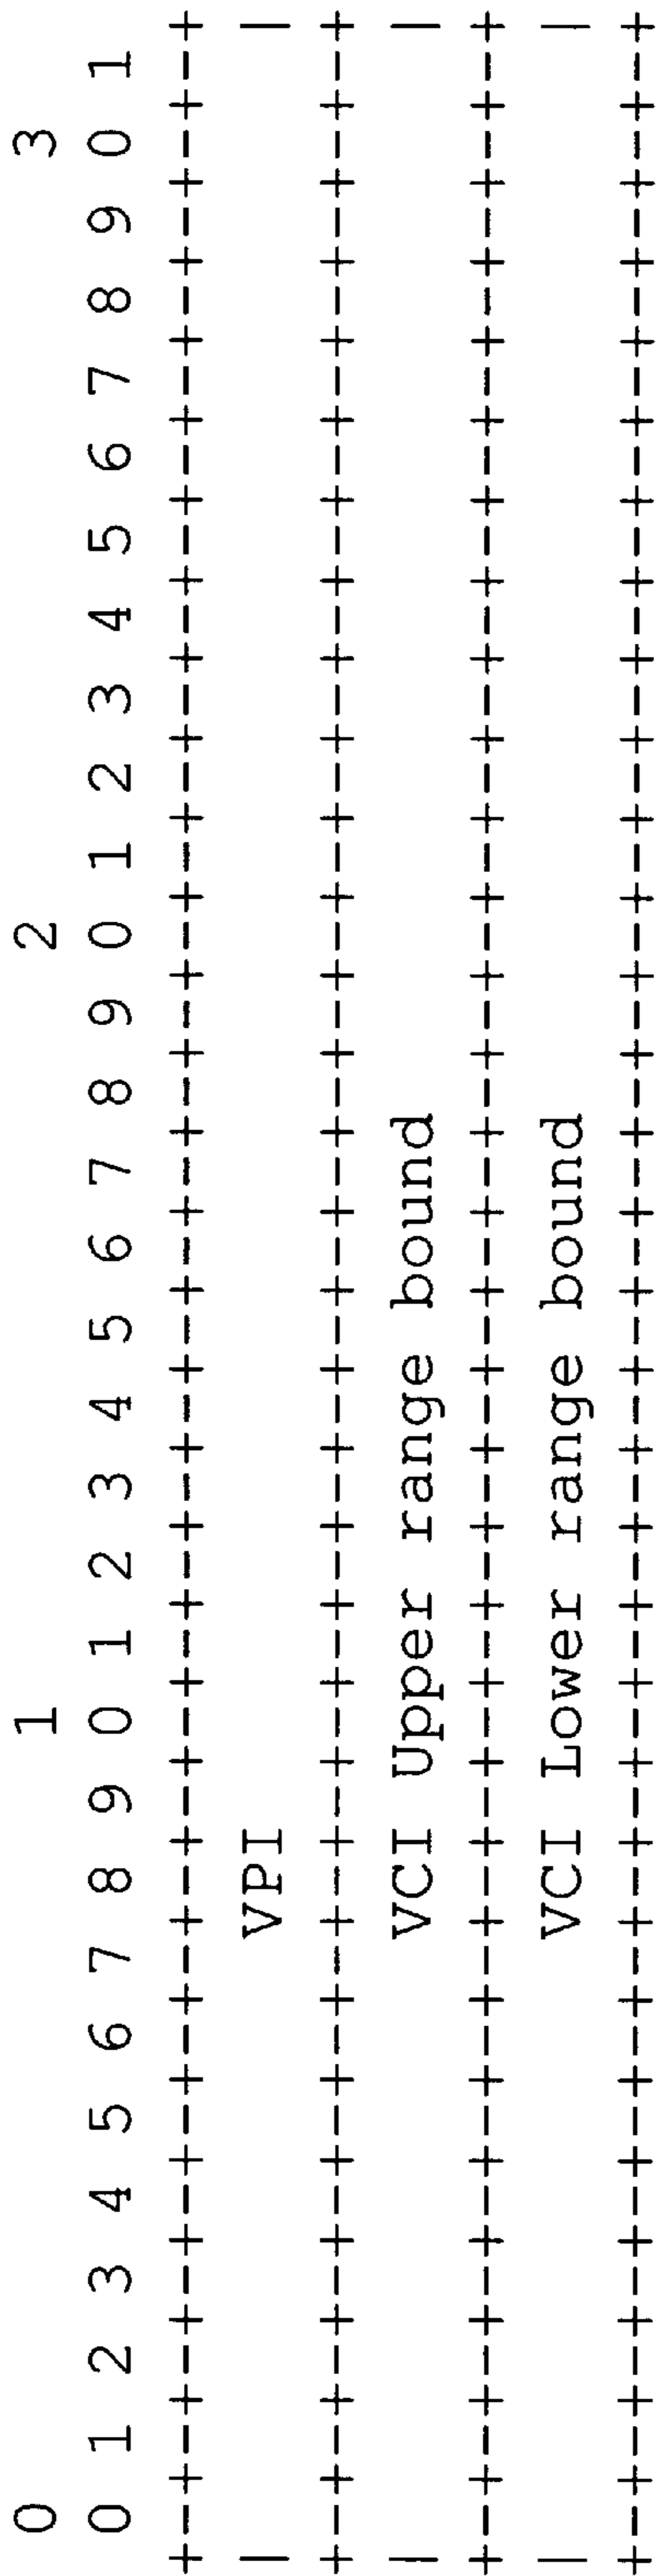 0                   1                   2                   3
 0 1 2 3 4 5 6 7 8 9 0 1 2 3 4 5 6 7 8 9 0 1 2 3 4 5 6 7 8 9 0 1
+-+-+-+-+-+-+-+-+-+-+-+-+-+-+-+-+-+-+-+-+-+-+-+-+-+-+-+-+-+-+-+-+
|               VPI                                             |
+-+-+-+-+-+-+-+-+-+-+-+-+-+-+-+-+-+-+-+-+-+-+-+-+-+-+-+-+-+-+-+-+
|               VCI Upper range bound                           |
+-+-+-+-+-+-+-+-+-+-+-+-+-+-+-+-+-+-+-+-+-+-+-+-+-+-+-+-+-+-+-+-+
|               VCI Lower range bound                           |
+-+-+-+-+-+-+-+-+-+-+-+-+-+-+-+-+-+-+-+-+-+-+-+-+-+-+-+-+-+-+-+-+